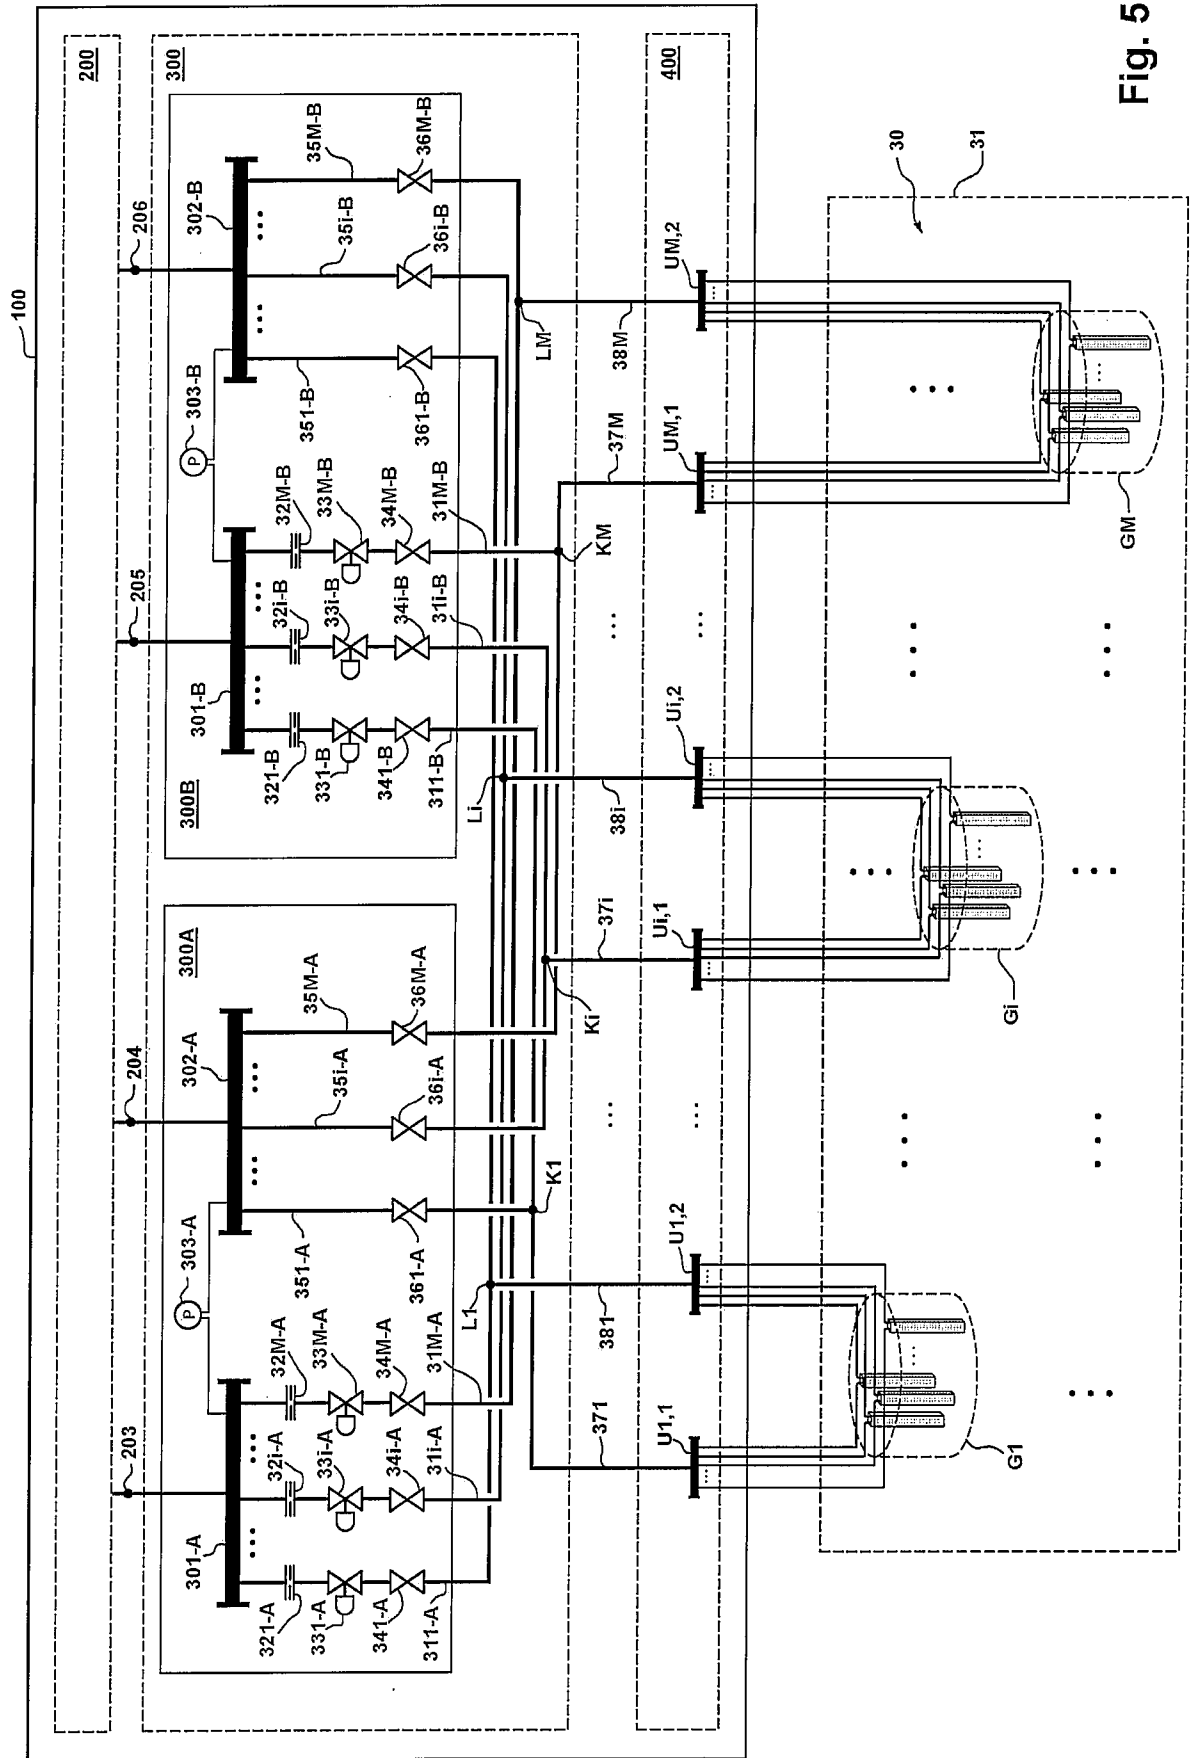 Fig. 5
100
200
203
204
205
206
300
300A
303-A
301-A
302-A
321-A
32i-A
32M-A
331-A
33i-A
33M-A
341-A
34i-A
34M-A
311-A
31i-A
31M-A
351-A
35i-A
35M-A
361-A
36i-A
36M-A
P
300B
303-B
301-B
302-B
321-B
32i-B
32M-B
331-B
33i-B
33M-B
341-B
34i-B
34M-B
311-B
31i-B
31M-B
351-B
35i-B
35M-B
361-B
36i-B
36M-B
P
L1
K1
Li
Ki
LM
KM
371
381
37i
38i
37M
38M
400
U1,1
U1,2
Ui,1
Ui,2
UM,1
UM,2
30
31
G1
Gi
GM